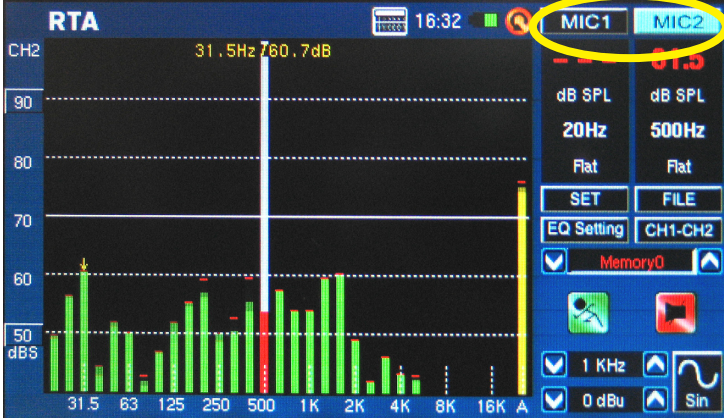 RTA 16:32 MIC1 MIC2
CH2 31.5Hz/60.7dB --- 81.5
dB SPL dB SPL
90
20Hz 500Hz
80 Flat Flat
SET FILE
70 EQ Setting CH1-CH2
Memory0
60
50
dBS 1 KHz
31.5 63 125 250 500 1K 2K 4K 8K 16K A 0 dBu Sin